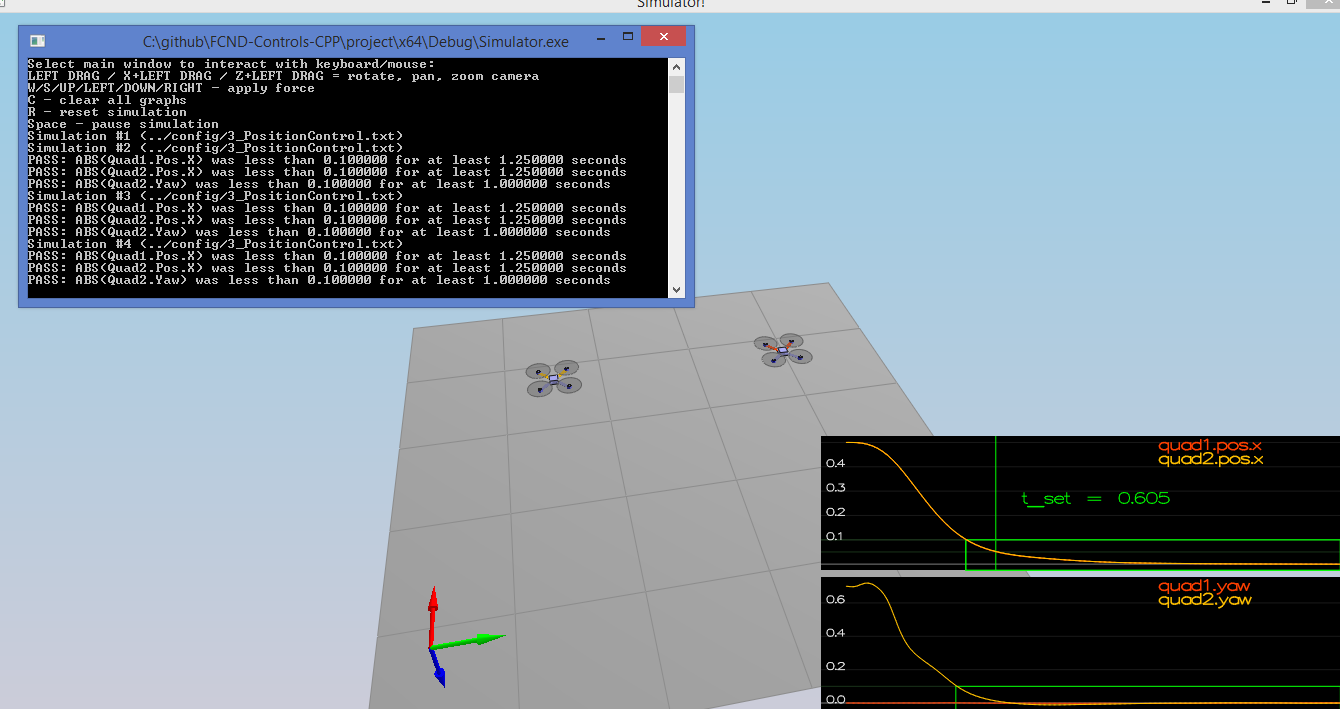 Simulator!
C:\github\FCND-Controls-CPP\project\x64\Debug\Simulator.exe
Select main window to interact with keyboard/mouse:
LEFT DRAG / X+LEFT DRAG / Z+LEFT DRAG = rotate, pan, zoom camera
W/S/UP/LEFT/DOWN/RIGHT - apply force
C - clear all graphs
R - reset simulation
Space - pause simulation
Simulation #1 (../config/3_PositionControl.txt)
Simulation #2 (../config/3_PositionControl.txt)
PASS: ABS(Quad1.Pos.X) was less than 0.100000 for at least 1.250000 seconds
PASS: ABS(Quad2.Pos.X) was less than 0.100000 for at least 1.250000 seconds
PASS: ABS(Quad2.Yaw) was less than 0.100000 for at least 1.000000 seconds
Simulation #3 (../config/3_PositionControl.txt)
PASS: ABS(Quad1.Pos.X) was less than 0.100000 for at least 1.250000 seconds
PASS: ABS(Quad2.Pos.X) was less than 0.100000 for at least 1.250000 seconds
PASS: ABS(Quad2.Yaw) was less than 0.100000 for at least 1.000000 seconds
Simulation #4 (../config/3_PositionControl.txt)
PASS: ABS(Quad1.Pos.X) was less than 0.100000 for at least 1.250000 seconds
PASS: ABS(Quad2.Pos.X) was less than 0.100000 for at least 1.250000 seconds
PASS: ABS(Quad2.Yaw) was less than 0.100000 for at least 1.000000 seconds
quad1.pos.x
quad2.pos.x
0.4
0.3
t_set = 0.605
0.2
0.1
quad1.yaw
quad2.yaw
0.6
0.4
0.2
0.0